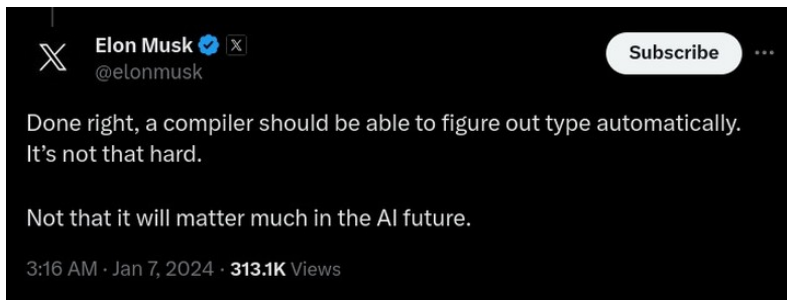 Elon Musk
@elonmusk
Subscribe
Done right, a compiler should be able to figure out type automatically.
It’s not that hard.
Not that it will matter much in the AI future.
3:16 AM · Jan 7, 2024 · 313.1K Views